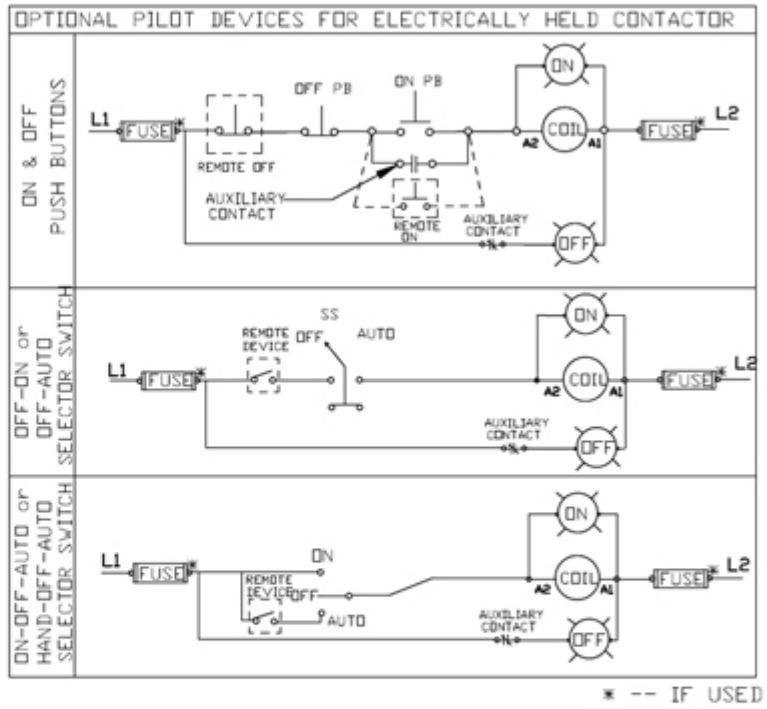 OPTIONAL PILOT DEVICES FOR ELECTRICALLY HELD CONTACTOR
ON & OFF
PUSH BUTTONS
L1
FUSE
*
REMOTE OFF
OFF PB
ON PB
AUXILIARY
CONTACT
REMOTE
ON
AUXILIARY
CONTACT
ON
COIL
A2
A1
OFF
FUSE
*
L2
OFF-ON or
OFF-AUTO
SELECTOR SWITCH
L1
FUSE
*
REMOTE
DEVICE
SS
OFF
AUTO
AUXILIARY
CONTACT
ON
COIL
A2
A1
OFF
FUSE
*
L2
ON-OFF-AUTO or
HAND-OFF-AUTO
SELECTOR SWITCH
L1
FUSE
*
ON
REMOTE
DEVICE
OFF
AUTO
AUXILIARY
CONTACT
ON
COIL
A2
A1
OFF
FUSE
*
L2
* -- IF USED